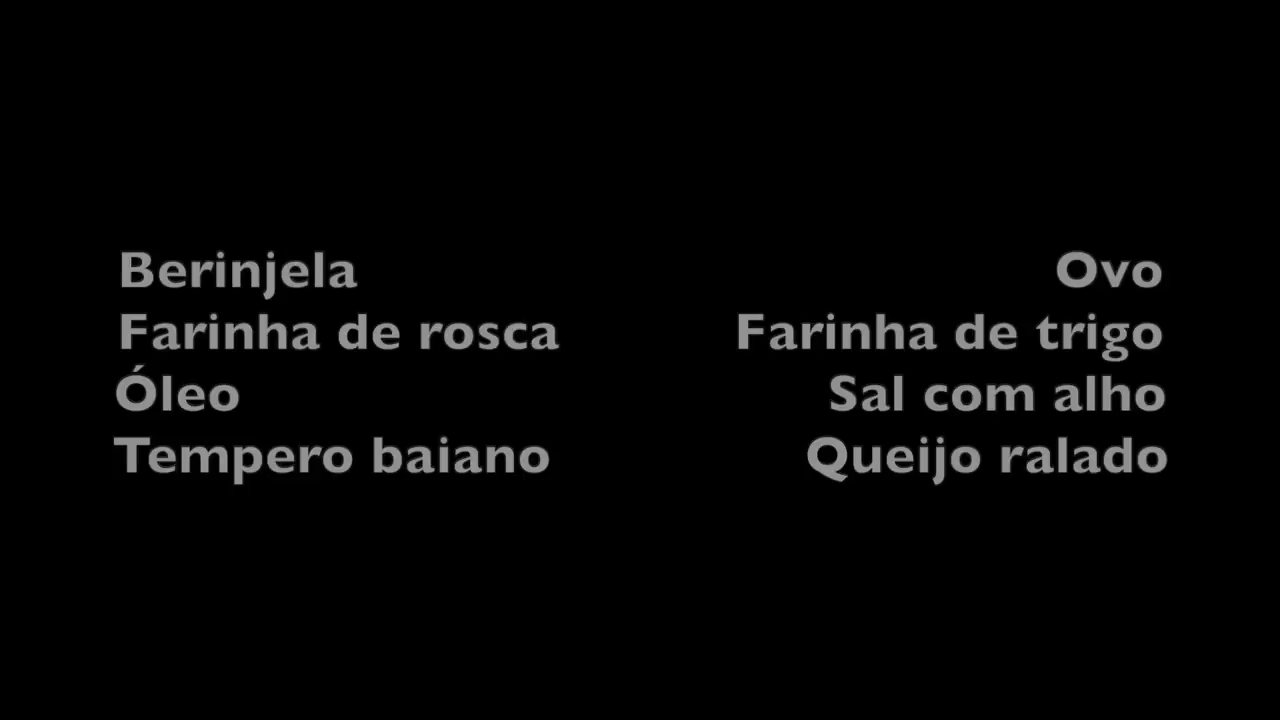 Berinjela
Farinha de rosca
Óleo
Tempero baiano
Ovo
Farinha de trigo
Sal com alho
Queijo ralado